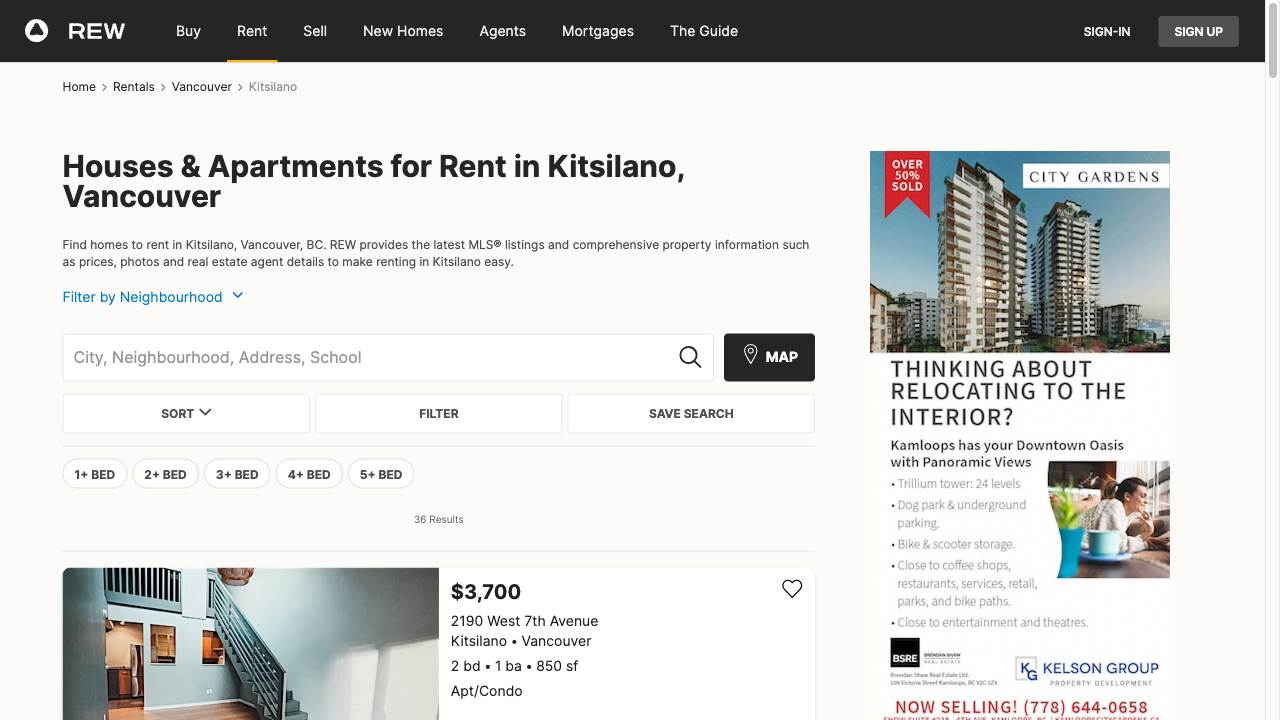 REW
Buy
Rent
Sell
New Homes
Agents
Mortgages
The Guide
SIGN-IN
SIGN UP
Home
Rentals
Vancouver
Kitsilano
Houses & Apartments for Rent in Kitsilano,
Vancouver
Find homes to rent in Kitsilano, Vancouver, BC. REW provides the latest MLS® listings and comprehensive property information such
as prices, photos and real estate agent details to make renting in Kitsilano easy.
Filter by Neighbourhood
City, Neighbourhood, Address, School
MAP
SORT
FILTER
SAVE SEARCH
1+ BED
2+ BED
3+ BED
4+ BED
5+ BED
36 Results
$3,700
2190 West 7th Avenue
Kitsilano • Vancouver
2 bd • 1 ba • 850 sf
Apt/Condo
OVER
50%
SOLD
CITY GARDENS
THINKING ABOUT
RELOCATING TO THE
INTERIOR?
Kamloops has your Downtown Oasis
with Panoramic Views
• Trillium tower: 24 levels
• Dog park & underground
parking.
• Bike & scooter storage.
• Close to coffee shops,
restaurants, services, retail,
parks, and bike paths.
• Close to entertainment and theatres.
BSRE
BRENDAN SHAW
REAL ESTATE
Brendan Shaw Real Estate Ltd.
109 Victoria Street Kamloops, BC V2C 1Z4
KG
KELSON GROUP
PROPERTY DEVELOPMENT
NOW SELLING! (778) 644-0658